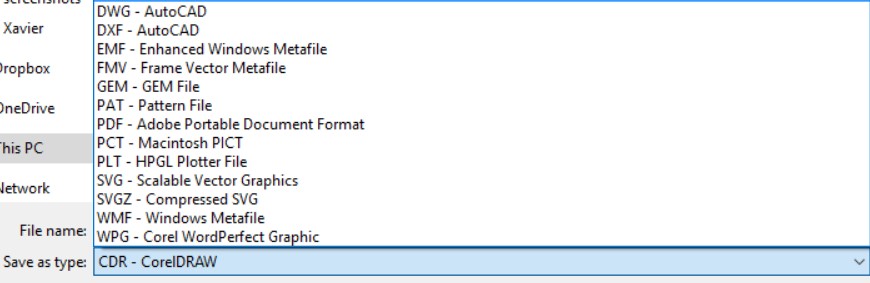 screenshots
DWG - AutoCAD
Xavier
DXF - AutoCAD
EMF - Enhanced Windows Metafile
Dropbox
FMV - Frame Vector Metafile
GEM - GEM File
OneDrive
PAT - Pattern File
PDF - Adobe Portable Document Format
This PC
PCT - Macintosh PICT
PLT - HPGL Plotter File
SVG - Scalable Vector Graphics
Network
SVGZ - Compressed SVG
WMF - Windows Metafile
File name:
WPG - Corel WordPerfect Graphic
Save as type: CDR - CorelDRAW